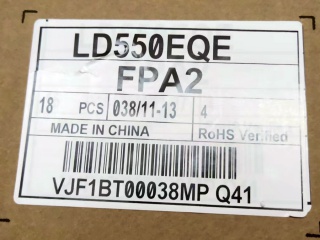 LD550EQE
FPA2
18 PCS 038/11-13 4
MADE IN CHINA RoHS Verified
VJF1BT00038MP Q41